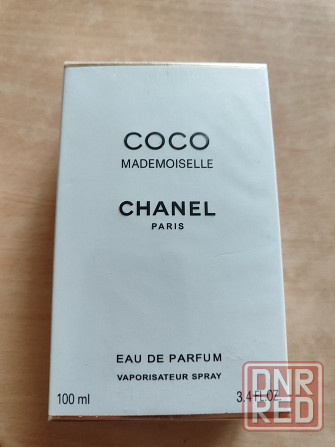 COCO
MADEMOISELLE
CHANEL
PARIS
EAU DE PARFUM
VAPORISATEUR SPRAY
100 ml
3.4 FL.OZ.
DNR
RED